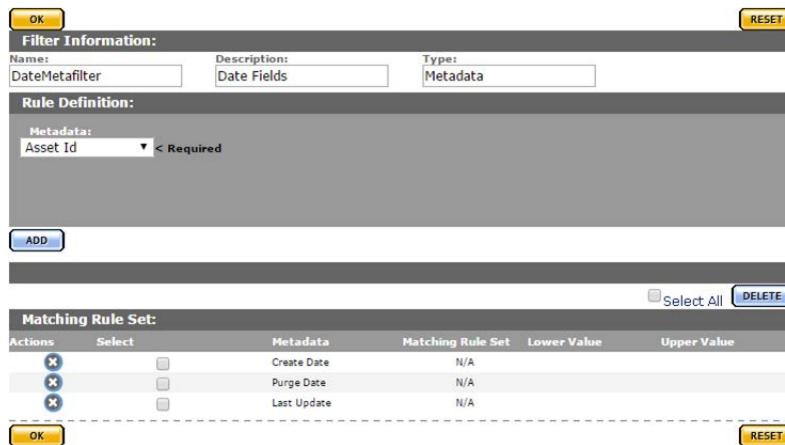 OK RESET
Filter Information:
Name: Description: Type:
DateMetafilter Date Fields Metadata
Rule Definition:
Metadata:
Asset Id < Required
ADD
Select All DELETE
Matching Rule Set:
Actions Select Metadata Matching Rule Set Lower Value Upper Value
Create Date N/A
Purge Date N/A
Last Update N/A
OK RESET